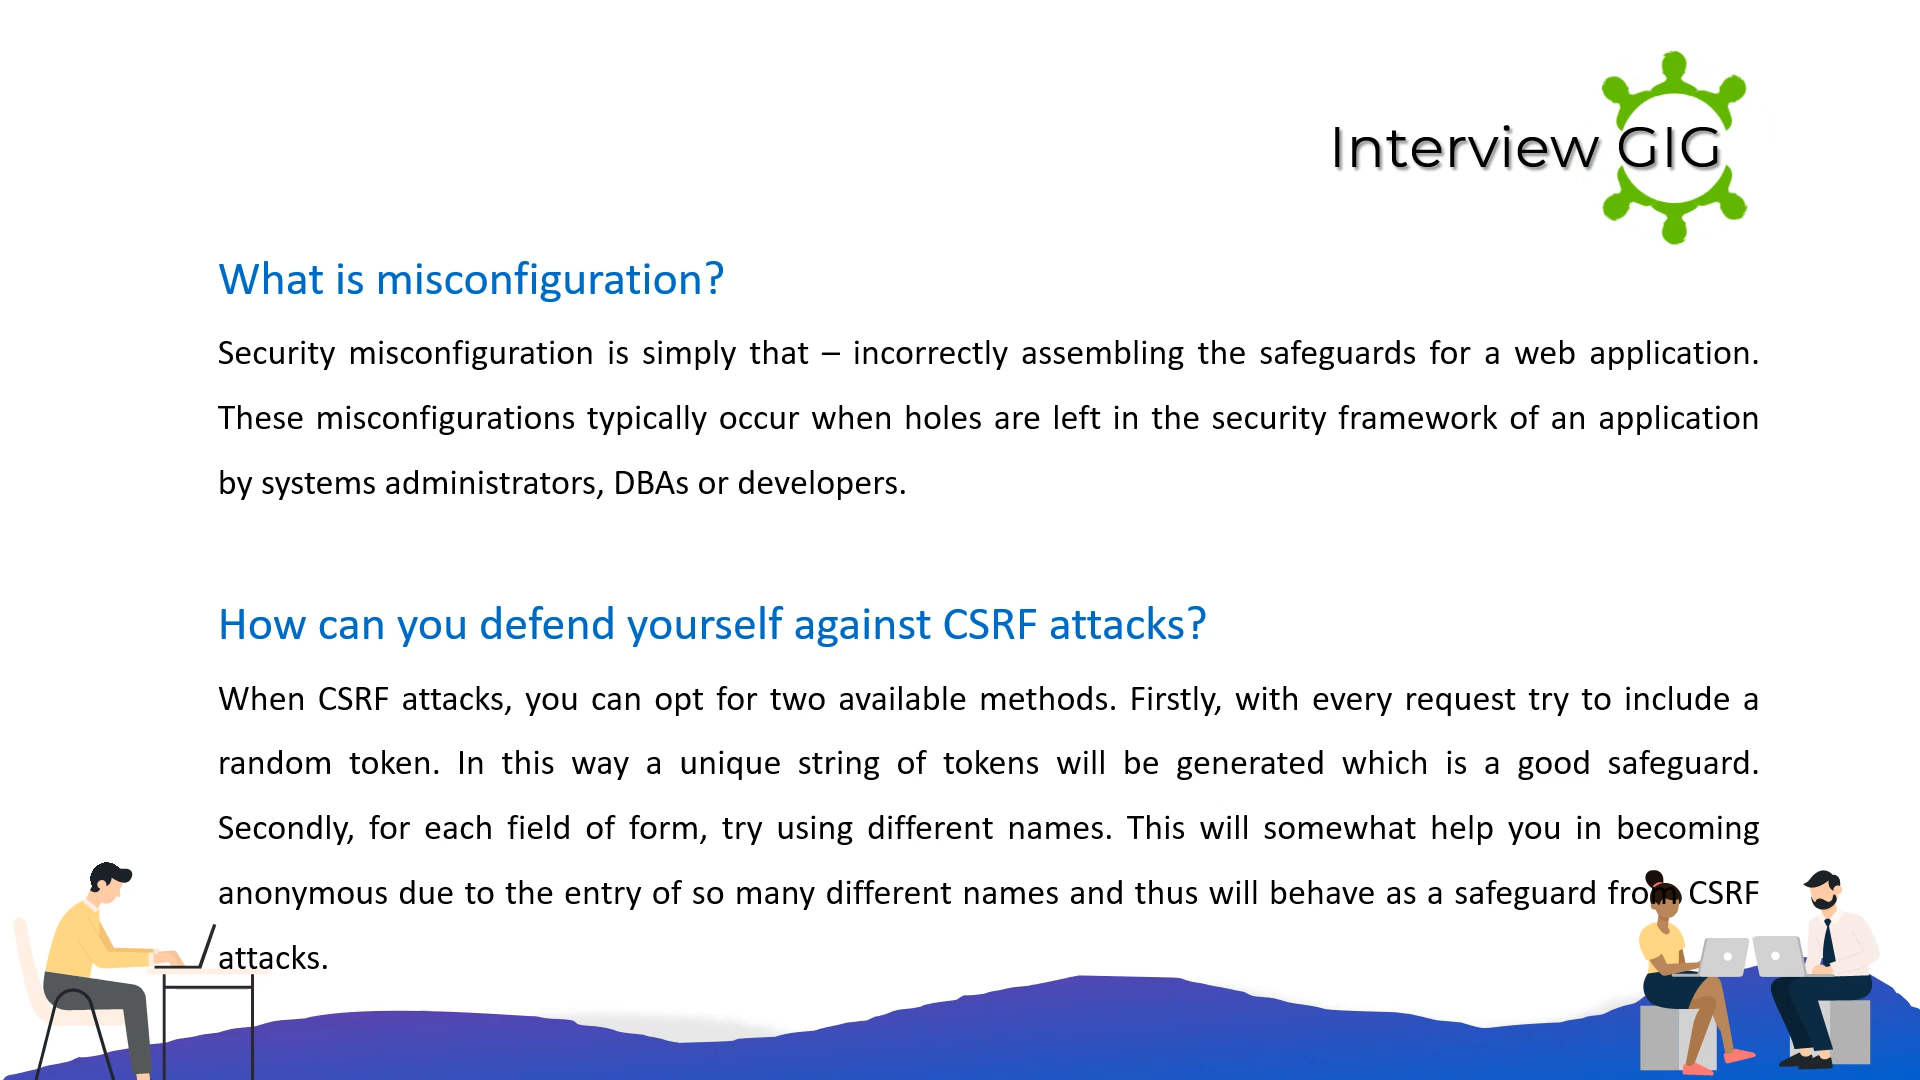 Interview GIG
What is misconfiguration?
Security misconfiguration is simply that – incorrectly assembling the safeguards for a web application.
These misconfigurations typically occur when holes are left in the security framework of an application
by systems administrators, DBAs or developers.
How can you defend yourself against CSRF attacks?
When CSRF attacks, you can opt for two available methods. Firstly, with every request try to include a
random token. In this way a unique string of tokens will be generated which is a good safeguard.
Secondly, for each field of form, try using different names. This will somewhat help you in becoming
anonymous due to the entry of so many different names and thus will behave as a safeguard from CSRF
attacks.